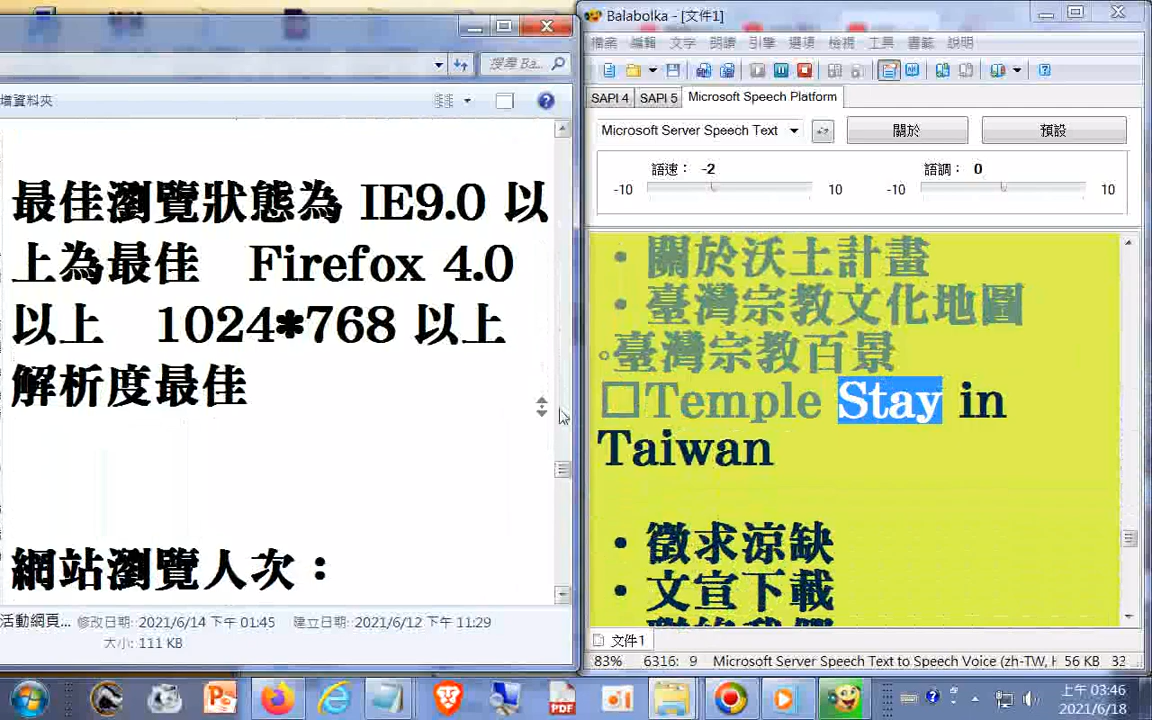 搜尋 Ba...
增資料夾
最佳瀏覽狀態為 IE9.0 以
上為最佳 Firefox 4.0
以上 1024*768 以上
解析度最佳
網站瀏覽人次：
活動網頁... 修改日期: 2021/6/14 下午 01:45 建立日期: 2021/6/12 下午 11:29
大小: 111 KB
Balabolka - [文件1]
檔案 編輯 文字 朗讀 引擎 選項 檢視 工具 書籤 說明
SAPI 4 SAPI 5 Microsoft Speech Platform
Microsoft Server Speech Text 關於 預設
語速: -2 語調: 0
-10 10 -10 10
• 關於沃土計畫
• 臺灣宗教文化地圖
○臺灣宗教百景
□Temple Stay in
Taiwan
• 徵求涼缺
• 文宣下載
文件1
83% 6316: 9 Microsoft Server Speech Text to Speech Voice (zh-TW, H 56 KB 32
上午 03:46
2021/6/18